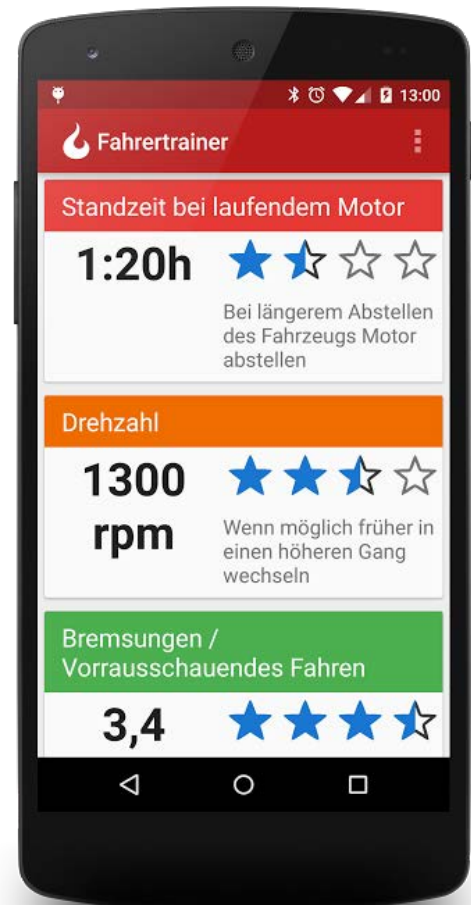 13:00
Fahrertrainer
Standzeit bei laufendem Motor
1:20h
Bei längerem Abstellen
des Fahrzeugs Motor
abstellen
Drehzahl
1300
rpm
Wenn möglich früher in
einen höheren Gang
wechseln
Bremsungen /
Vorrausschauendes Fahren
3,4